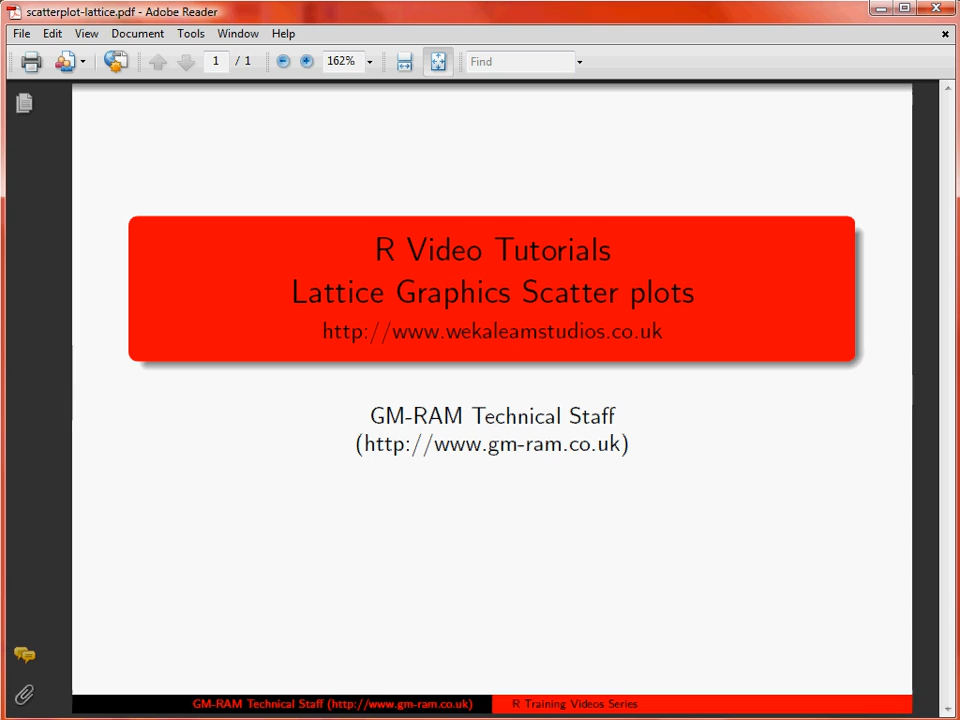 scatterplot-lattice.pdf - Adobe Reader
File Edit View Document Tools Window Help
1 / 1 162% Find
R Video Tutorials
Lattice Graphics Scatter plots
http://www.wekaleamstudios.co.uk
GM-RAM Technical Staff
(http://www.gm-ram.co.uk)
GM-RAM Technical Staff (http://www.gm-ram.co.uk) R Training Videos Series